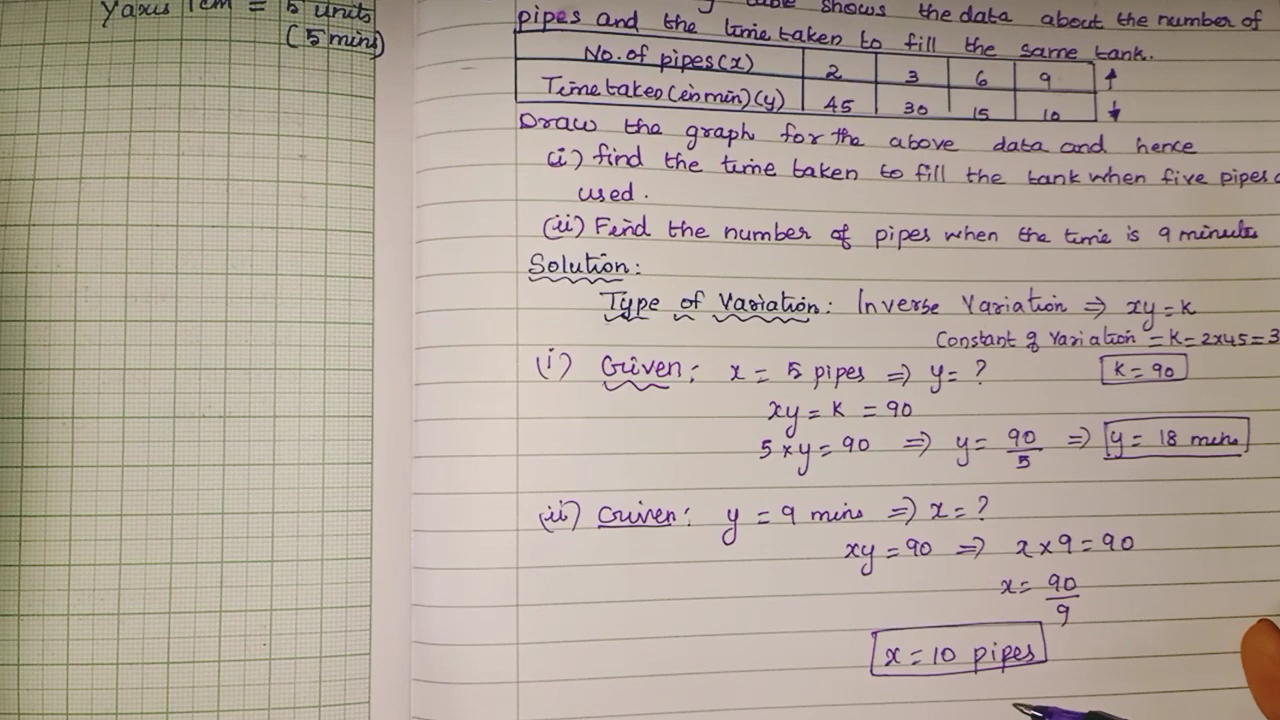 Yaxis 1cm = 5 units
(5 mins)
shows the data about the number of
pipes and the time taken to fill the same tank.
No. of pipes (x) 2 3 6 9 ↑
Time taken (in min) (y) 45 30 15 10 ↓
Draw the graph for the above data and hence
(i) find the time taken to fill the tank when five pipes
used.
(ii) Find the number of pipes when the time is 9 minutes
Solution:
Type of Variation: Inverse Variation ⇒ xy = k
Constant of Variation = K = 2x45 =
(i) Given: x = 5 pipes ⇒ y = ? K = 90
xy = K = 90
5 × y = 90 ⇒ y = 90/5 ⇒ y = 18 mins
(ii) Given: y = 9 mins ⇒ x = ?
xy = 90 ⇒ x × 9 = 90
x = 90/9
x = 10 pipes